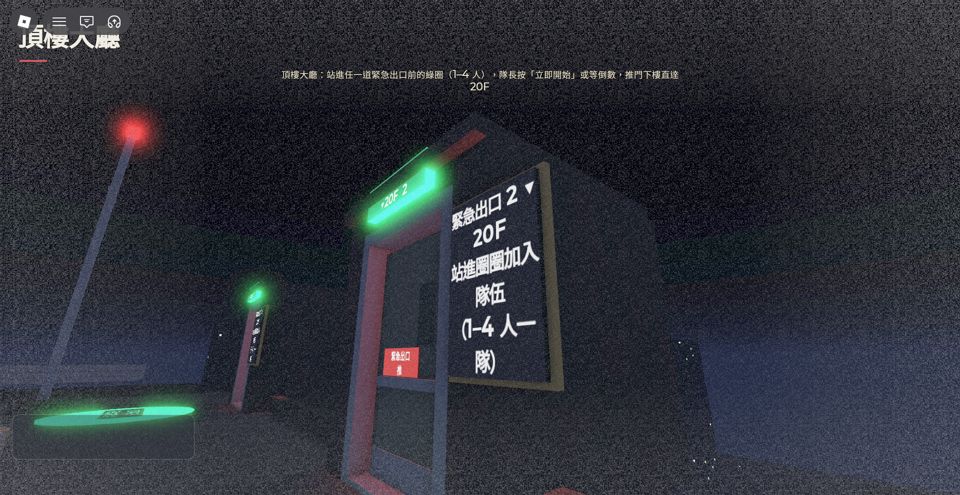 頂樓大廳
頂樓大廳：站進任一道緊急出口前的綠圈（1–4 人），隊長按「立即開始」或等倒數，推門下樓直達
20F
▼20F 2
緊急出口 2 ▼
20F
站進圈圈加入
隊伍
（1–4 人一
隊）
緊急出口
推